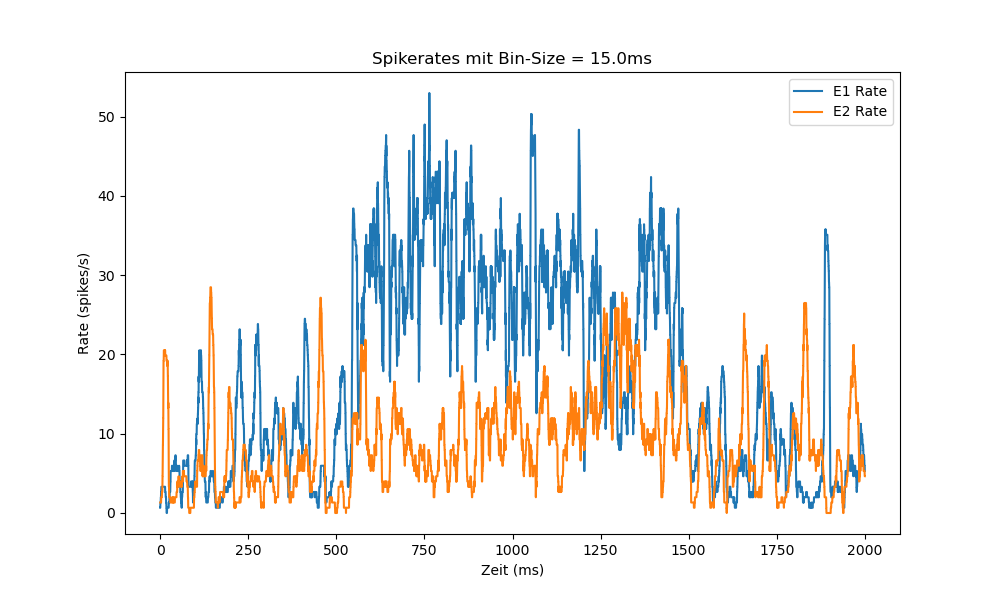 Spikerates mit Bin-Size = 15.0ms
E1 Rate
E2 Rate
Rate (spikes/s)
50
40
30
20
10
0
0 250 500 750 1000 1250 1500 1750 2000
Zeit (ms)